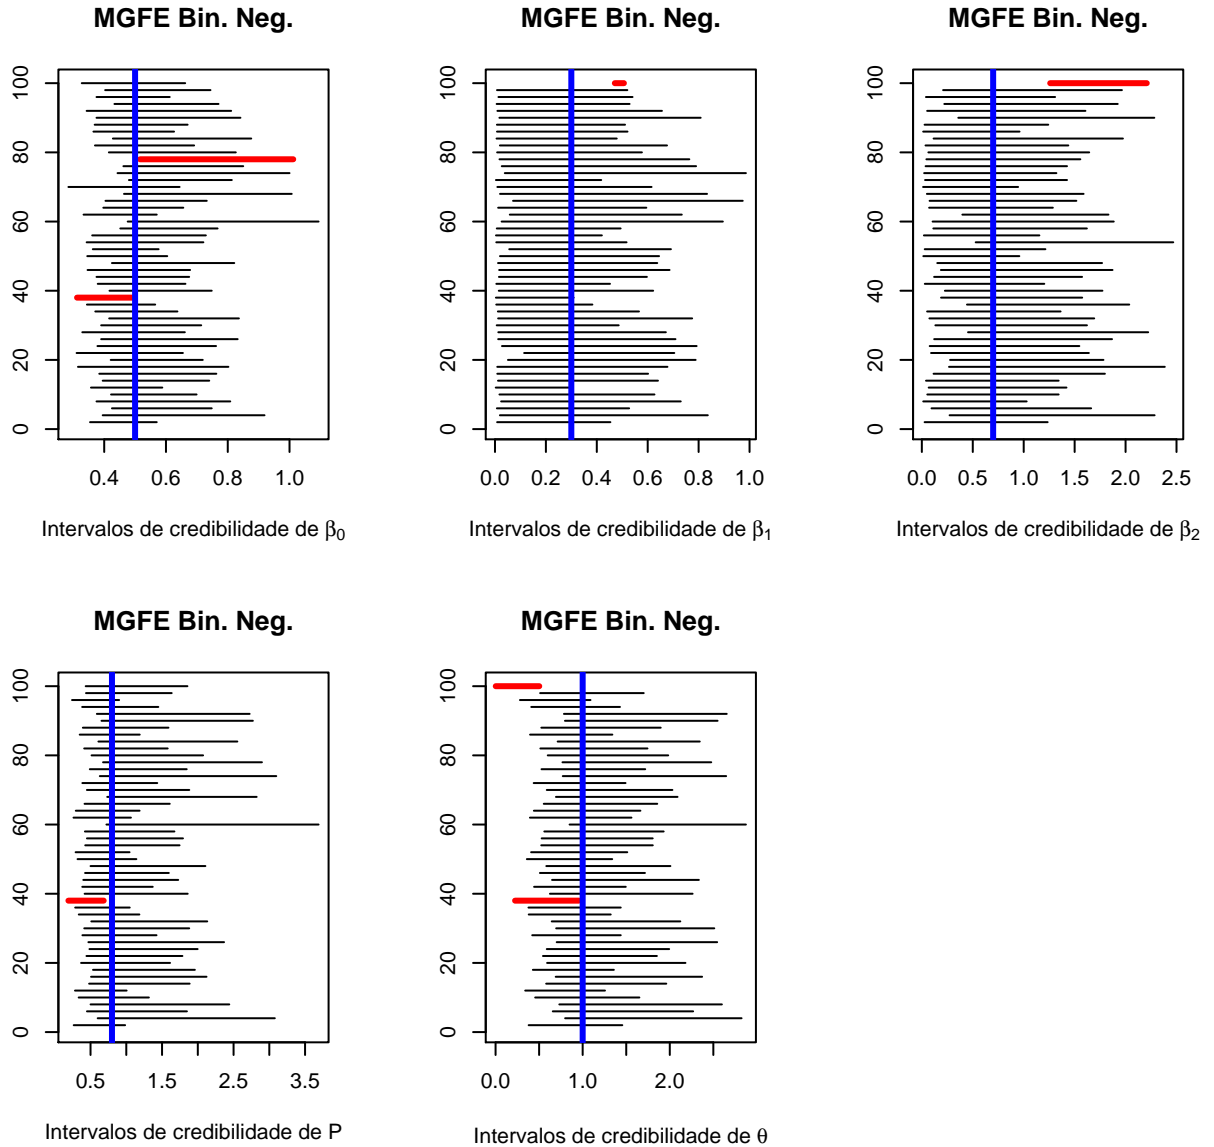 MGFE Bin. Neg. MGFE Bin. Neg. MGFE Bin. Neg.
100 100 100
80 80 80
60 60 60
40 40 40
20 20 20
0 0 0
0.4 0.6 0.8 1.0 0.0 0.2 0.4 0.6 0.8 1.0 0.0 0.5 1.0 1.5 2.0 2.5
Intervalos de credibilidade de β0 Intervalos de credibilidade de β1 Intervalos de credibilidade de β2
MGFE Bin. Neg. MGFE Bin. Neg.
100 100
80 80
60 60
40 40
20 20
0 0
0.5 1.5 2.5 3.5 0.0 1.0 2.0
Intervalos de credibilidade de P Intervalos de credibilidade de θ